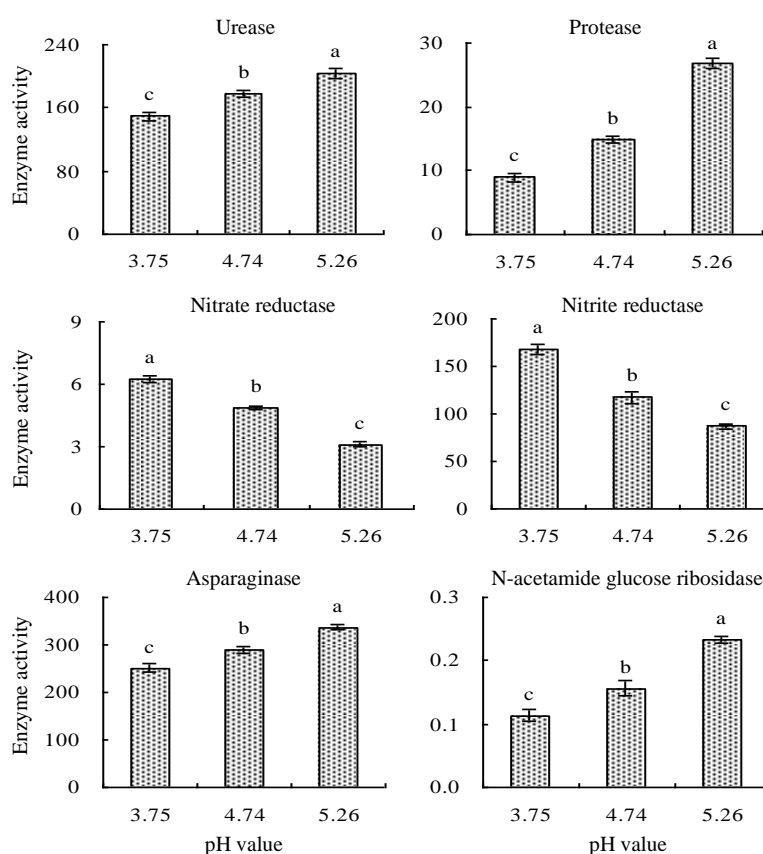 Urease
Enzyme activity
240
160
80
0
c
b
a
3.75 4.74 5.26
Protease
30
20
10
0
c
b
a
3.75 4.74 5.26
Nitrate reductase
Enzyme activity
9
6
3
0
a
b
c
3.75 4.74 5.26
Nitrite reductase
200
150
100
50
0
a
b
c
3.75 4.74 5.26
Asparaginase
Enzyme activity
400
300
200
100
0
c
b
a
3.75 4.74 5.26
pH value
N-acetamide glucose ribosidase
0.3
0.2
0.1
0.0
c
b
a
3.75 4.74 5.26
pH value